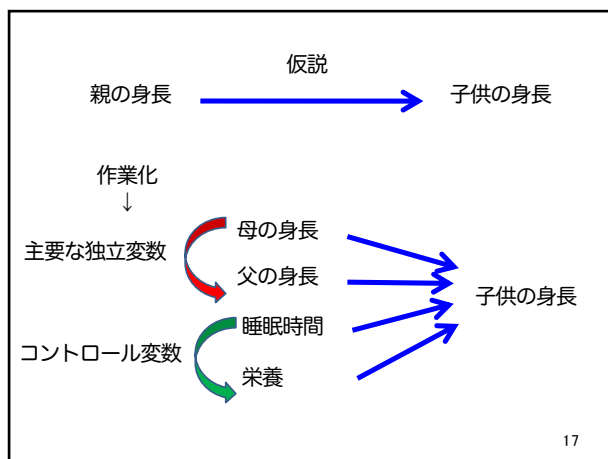 仮説
親の身長
子供の身長
作業化
↓
主要な独立変数
母の身長
父の身長
子供の身長
コントロール変数
睡眠時間
栄養
17